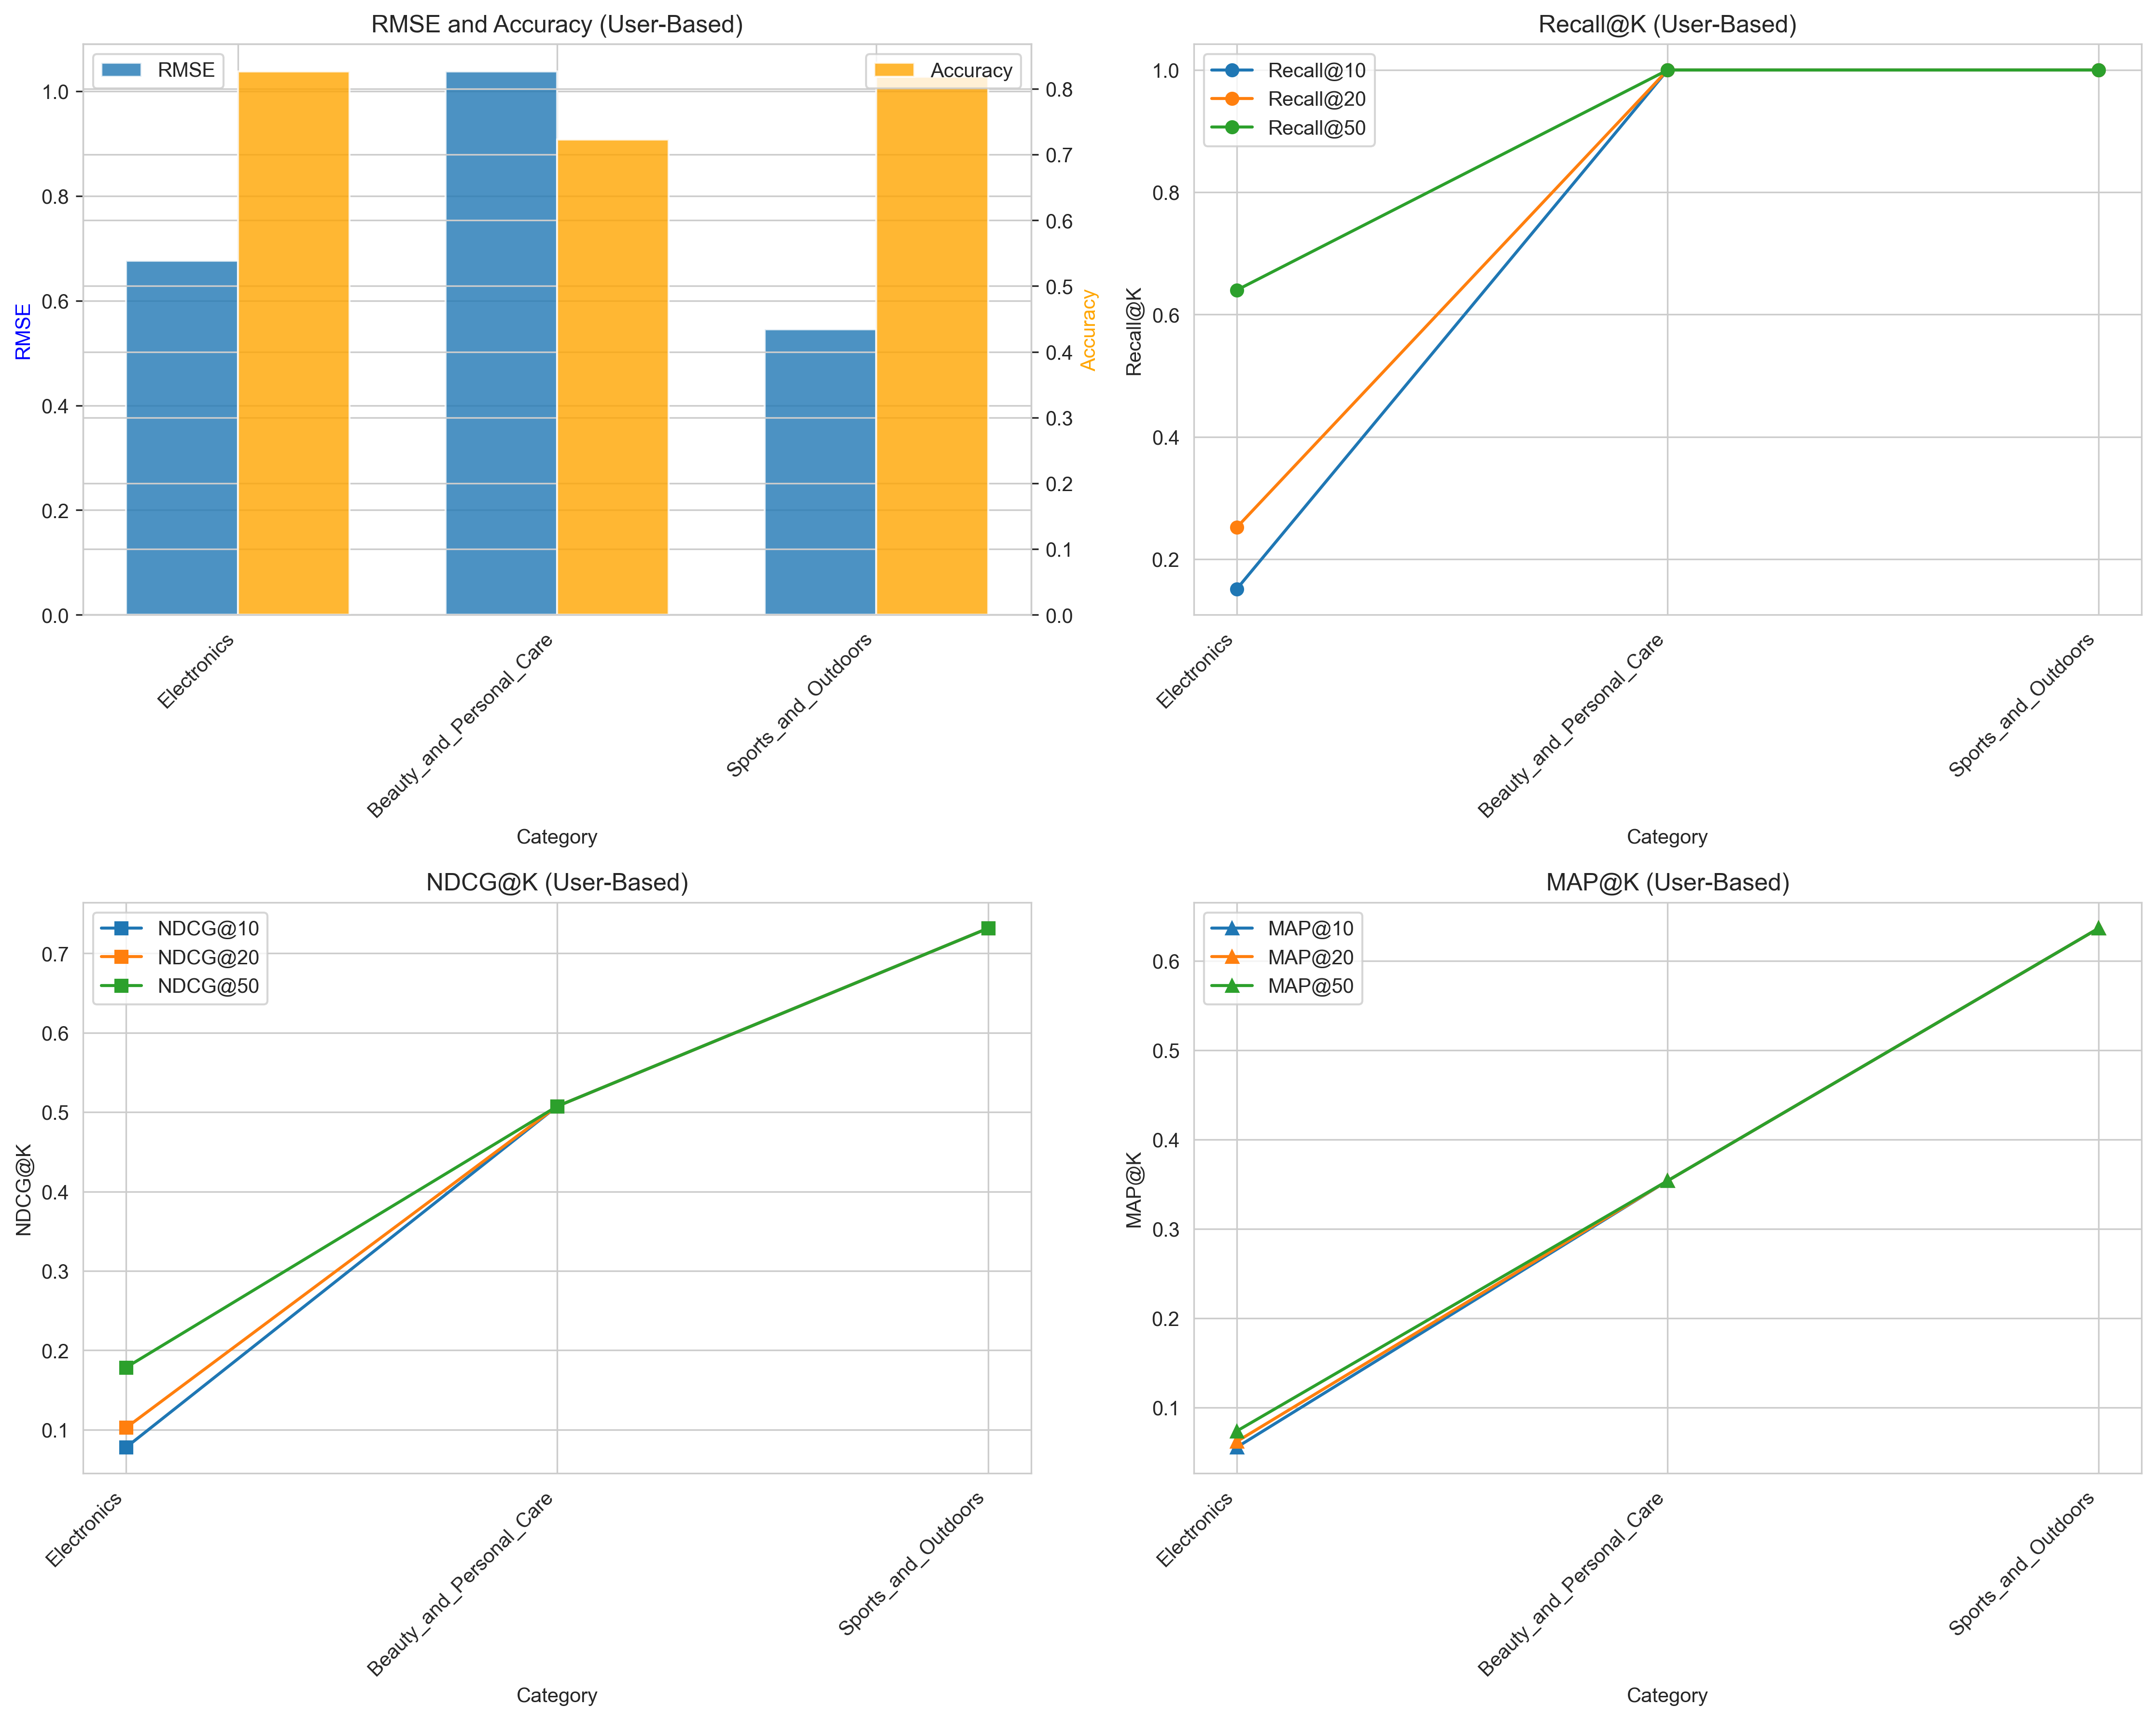 RMSE and Accuracy (User-Based)
RMSE
Accuracy
1.0
0.8
0.6
0.4
0.2
0.0
RMSE
0.8
0.7
0.6
0.5
0.4
0.3
0.2
0.1
0.0
Accuracy
Electronics
Beauty_and_Personal_Care
Sports_and_Outdoors
Category
Recall@K (User-Based)
Recall@10
Recall@20
Recall@50
1.0
0.8
0.6
0.4
0.2
Recall@K
Electronics
Beauty_and_Personal_Care
Sports_and_Outdoors
Category
NDCG@K (User-Based)
NDCG@10
NDCG@20
NDCG@50
0.7
0.6
0.5
0.4
0.3
0.2
0.1
NDCG@K
Electronics
Beauty_and_Personal_Care
Sports_and_Outdoors
Category
MAP@K (User-Based)
MAP@10
MAP@20
MAP@50
0.6
0.5
0.4
0.3
0.2
0.1
MAP@K
Electronics
Beauty_and_Personal_Care
Sports_and_Outdoors
Category